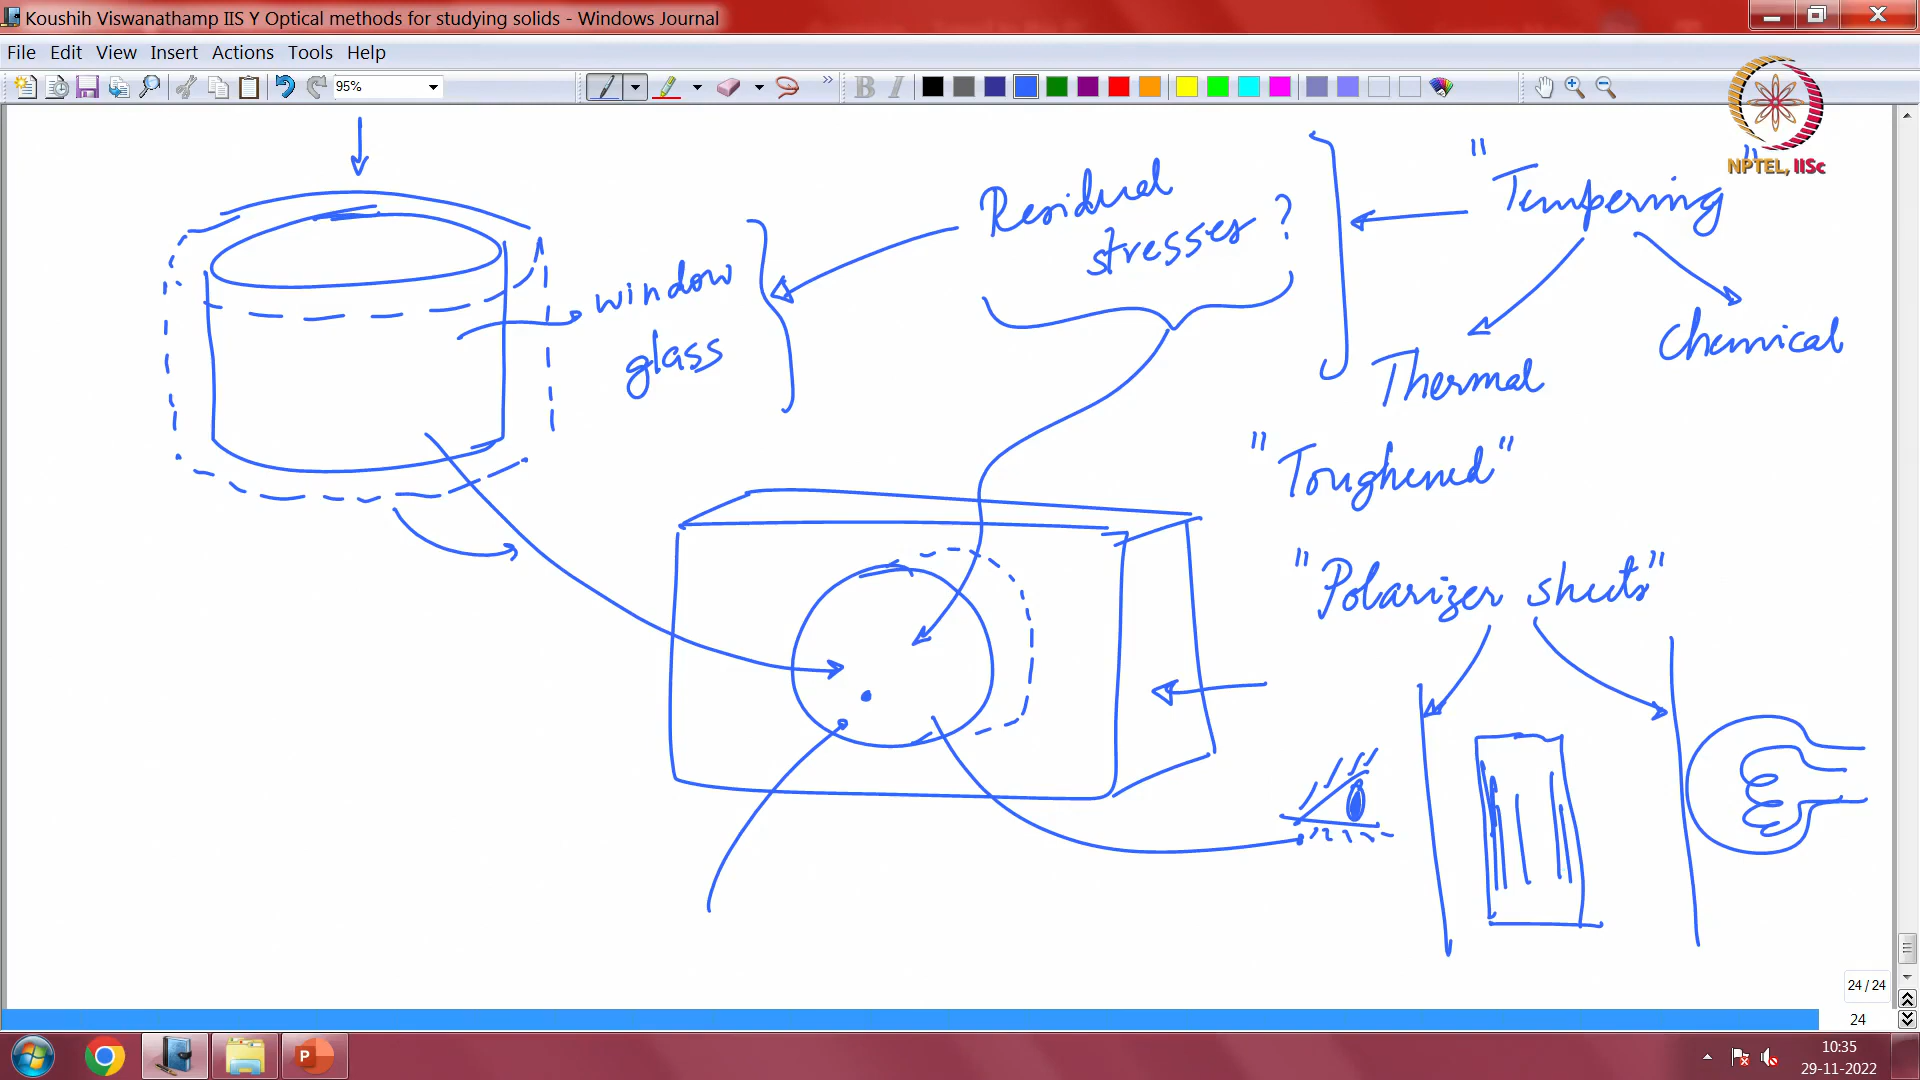 Koushih Viswanathamp IIS Y Optical methods for studying solids - Windows Journal
File Edit View Insert Actions Tools Help
95%
NPTEL, IISc
"Tempering"
Residual
stresses ?
window
glass
Thermal
Chemical
"Toughened"
"Polarizer sheets"
24 / 24
24
10:35
29-11-2022